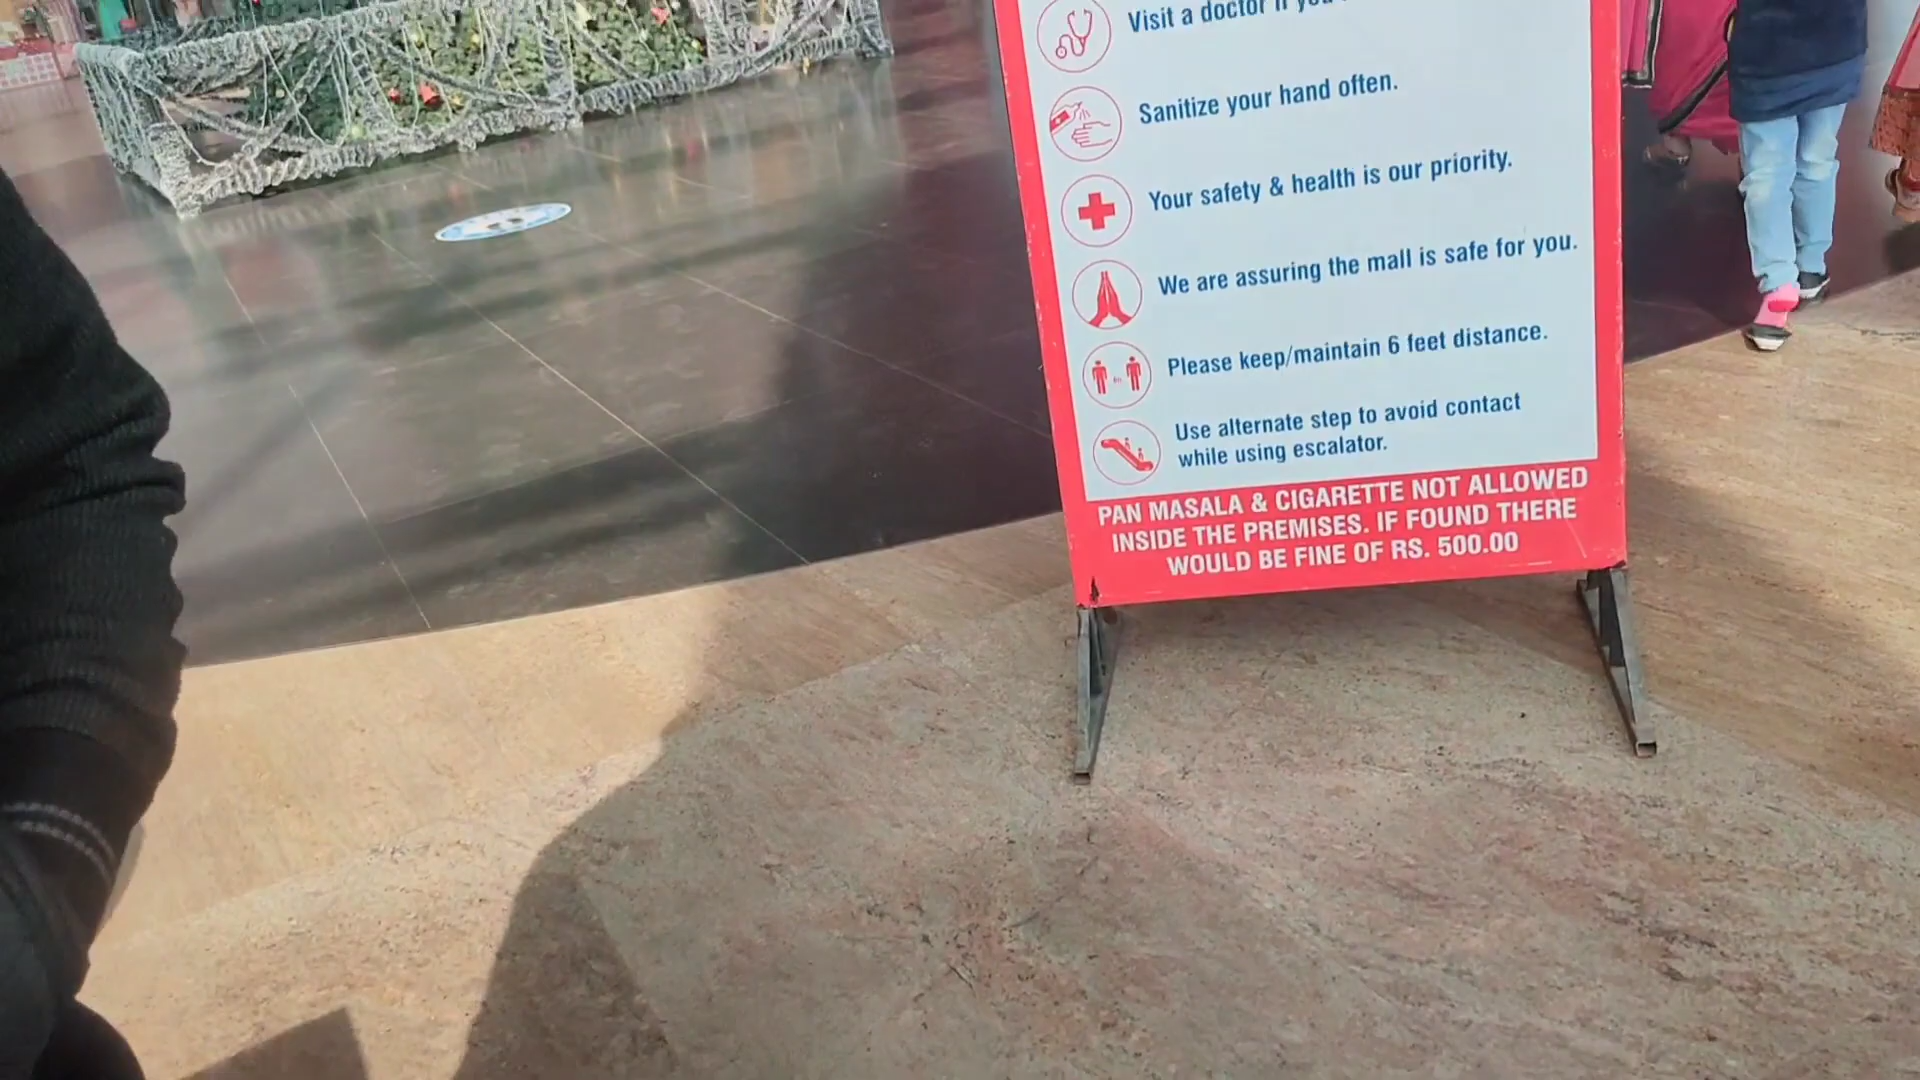 Visit a doctor if you
Sanitize your hand often.
Your safety & health is our priority.
We are assuring the mall is safe for you.
Please keep/maintain 6 feet distance.
Use alternate step to avoid contact
while using escalator.
PAN MASALA & CIGARETTE NOT ALLOWED
INSIDE THE PREMISES. IF FOUND THERE
WOULD BE FINE OF RS. 500.00